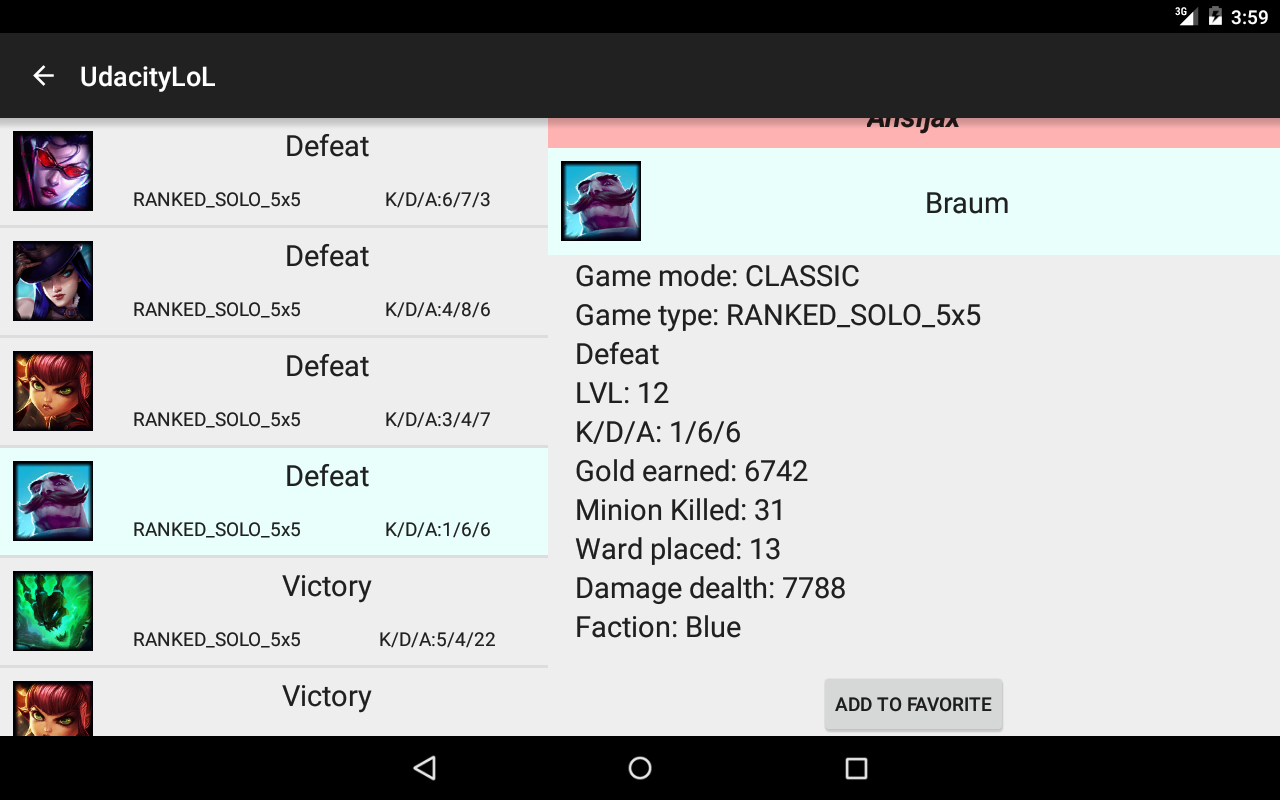 3G 3:59
UdacityLoL
Defeat
RANKED_SOLO_5x5 K/D/A:6/7/3
Defeat
RANKED_SOLO_5x5 K/D/A:4/8/6
Defeat
RANKED_SOLO_5x5 K/D/A:3/4/7
Defeat
RANKED_SOLO_5x5 K/D/A:1/6/6
Victory
RANKED_SOLO_5x5 K/D/A:5/4/22
Victory
Braum
Game mode: CLASSIC
Game type: RANKED_SOLO_5x5
Defeat
LVL: 12
K/D/A: 1/6/6
Gold earned: 6742
Minion Killed: 31
Ward placed: 13
Damage dealth: 7788
Faction: Blue
ADD TO FAVORITE